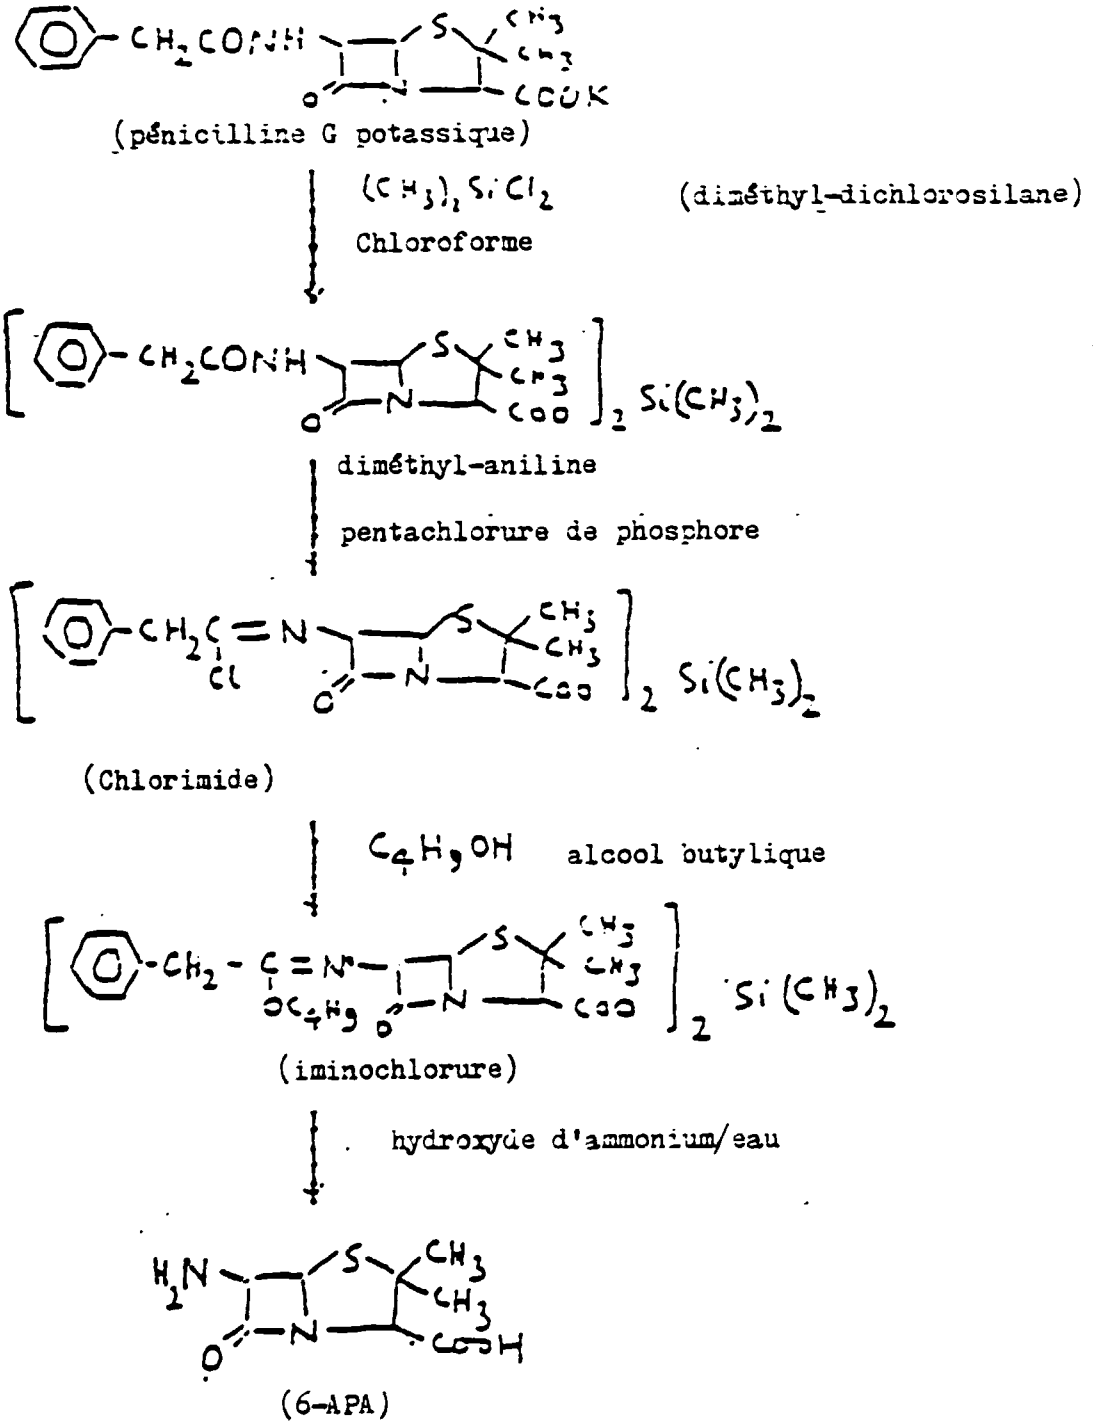 CH2CONH S CH3
CH3
O N COOK
(pénicilline G potassique)
(CH3)2SiCl2 (diméthyl-dichlorosilane)
Chloroforme
[ CH2CONH S CH3
CH3
O N COO ]2 Si(CH3)2
diméthyl-aniline
pentachlorure de phosphore
[ CH2C=N S CH3
CH3
Cl O N COO ]2 Si(CH3)2
(Chlorimide)
C4H9OH alcool butylique
[ CH2-C=N S CH3
CH3
OC4H9 O N COO ]2 Si(CH3)2
(iminochlorure)
hydroxyde d'ammonium/eau
H2N S CH3
CH3
O N COOH
(6-APA)